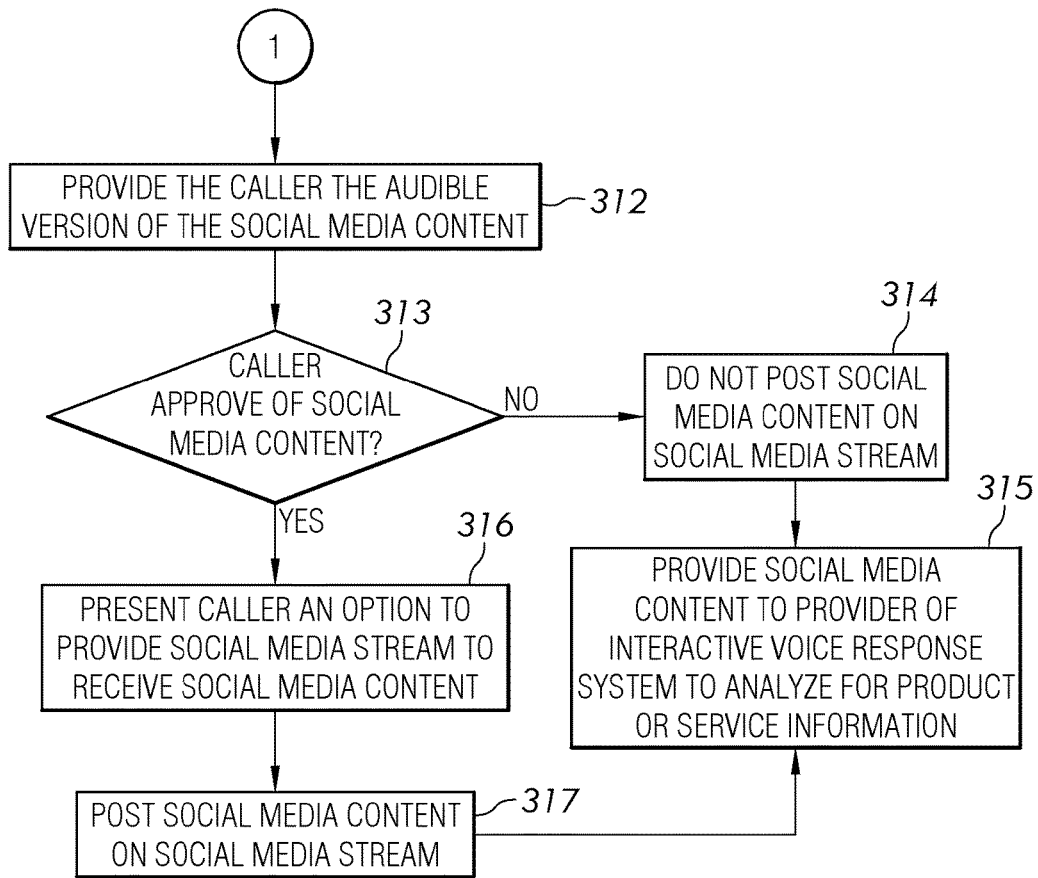 1
PROVIDE THE CALLER THE AUDIBLE
VERSION OF THE SOCIAL MEDIA CONTENT
312
313
CALLER
APPROVE OF SOCIAL
MEDIA CONTENT?
NO
YES
314
DO NOT POST SOCIAL
MEDIA CONTENT ON
SOCIAL MEDIA STREAM
315
PROVIDE SOCIAL MEDIA
CONTENT TO PROVIDER OF
INTERACTIVE VOICE RESPONSE
SYSTEM TO ANALYZE FOR PRODUCT
OR SERVICE INFORMATION
316
PRESENT CALLER AN OPTION TO
PROVIDE SOCIAL MEDIA STREAM TO
RECEIVE SOCIAL MEDIA CONTENT
317
POST SOCIAL MEDIA CONTENT
ON SOCIAL MEDIA STREAM